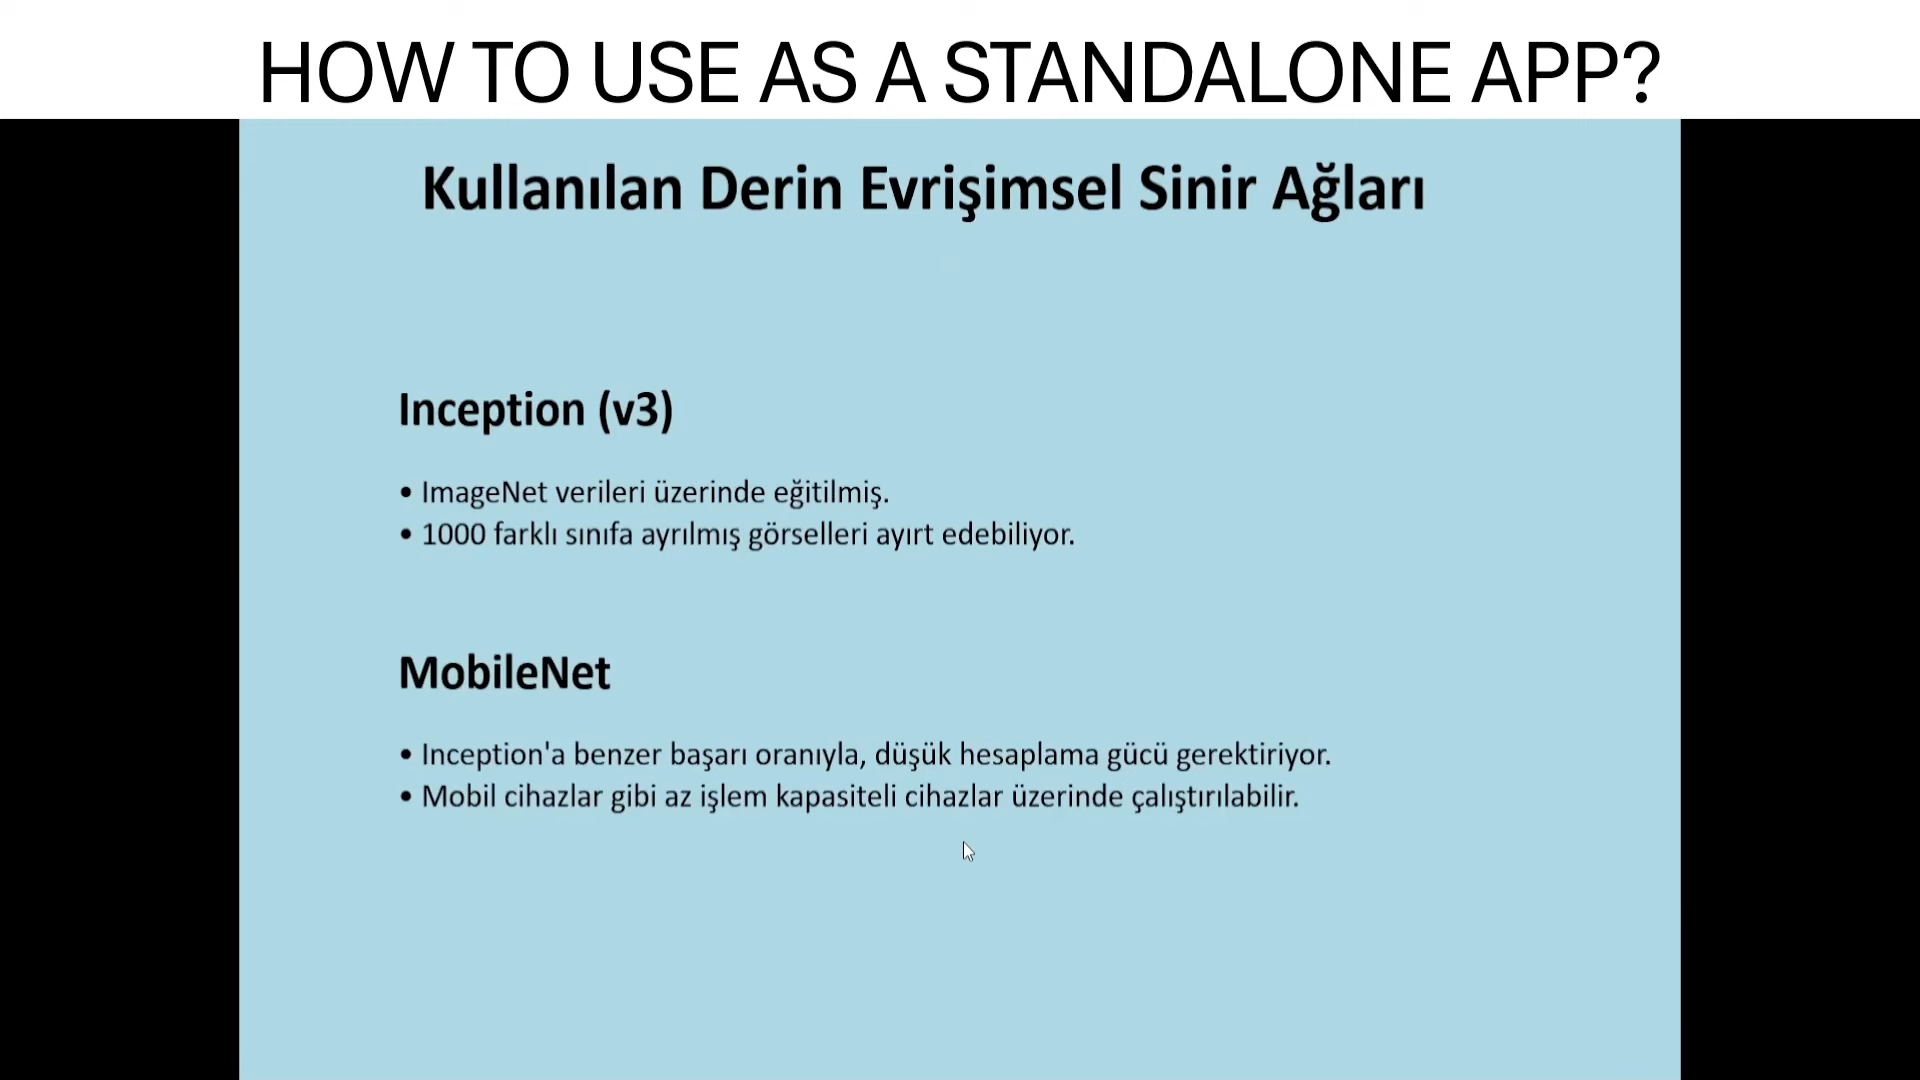 HOW TO USE AS A STANDALONE APP?
Kullanılan Derin Evrişimsel Sinir Ağları
Inception (v3)
• ImageNet verileri üzerinde eğitilmiş.
• 1000 farklı sınıfa ayrılmış görselleri ayırt edebiliyor.
MobileNet
• Inception'a benzer başarı oranıyla, düşük hesaplama gücü gerektiriyor.
• Mobil cihazlar gibi az işlem kapasiteli cihazlar üzerinde çalıştırılabilir.